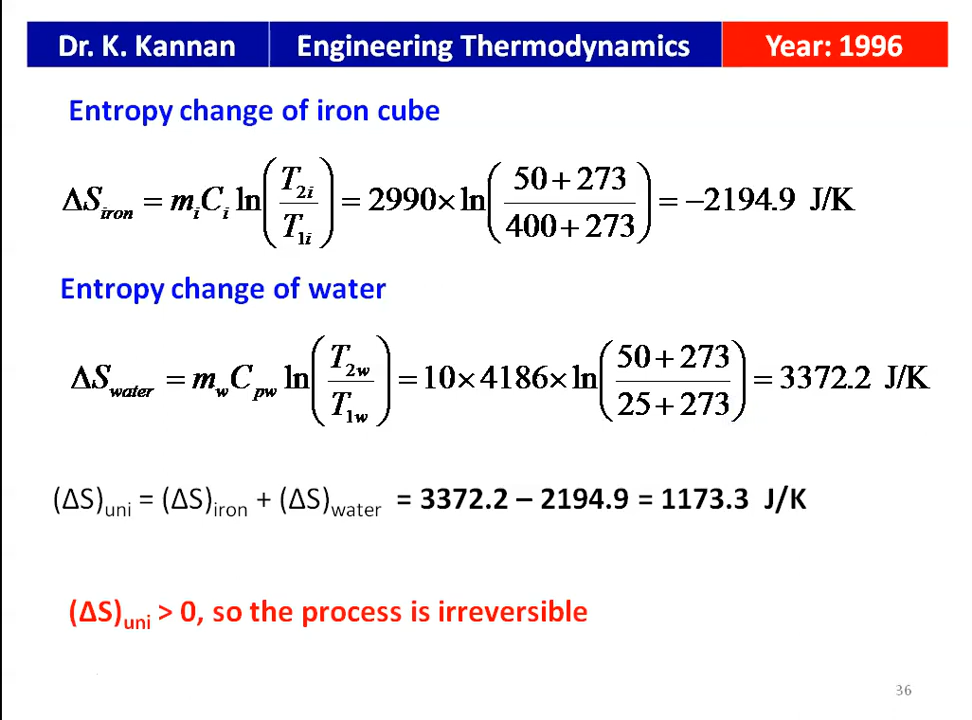 Dr. K. Kannan Engineering Thermodynamics Year: 1996
Entropy change of iron cube
ΔS_iron = m_i C_i ln(T_2i / T_1i) = 2990 × ln((50 + 273) / (400 + 273)) = −2194.9 J/K
Entropy change of water
ΔS_water = m_w C_pw ln(T_2w / T_1w) = 10 × 4186 × ln((50 + 273) / (25 + 273)) = 3372.2 J/K
(ΔS)_uni = (ΔS)_iron + (ΔS)_water = 3372.2 – 2194.9 = 1173.3 J/K
(ΔS)_uni > 0, so the process is irreversible
36